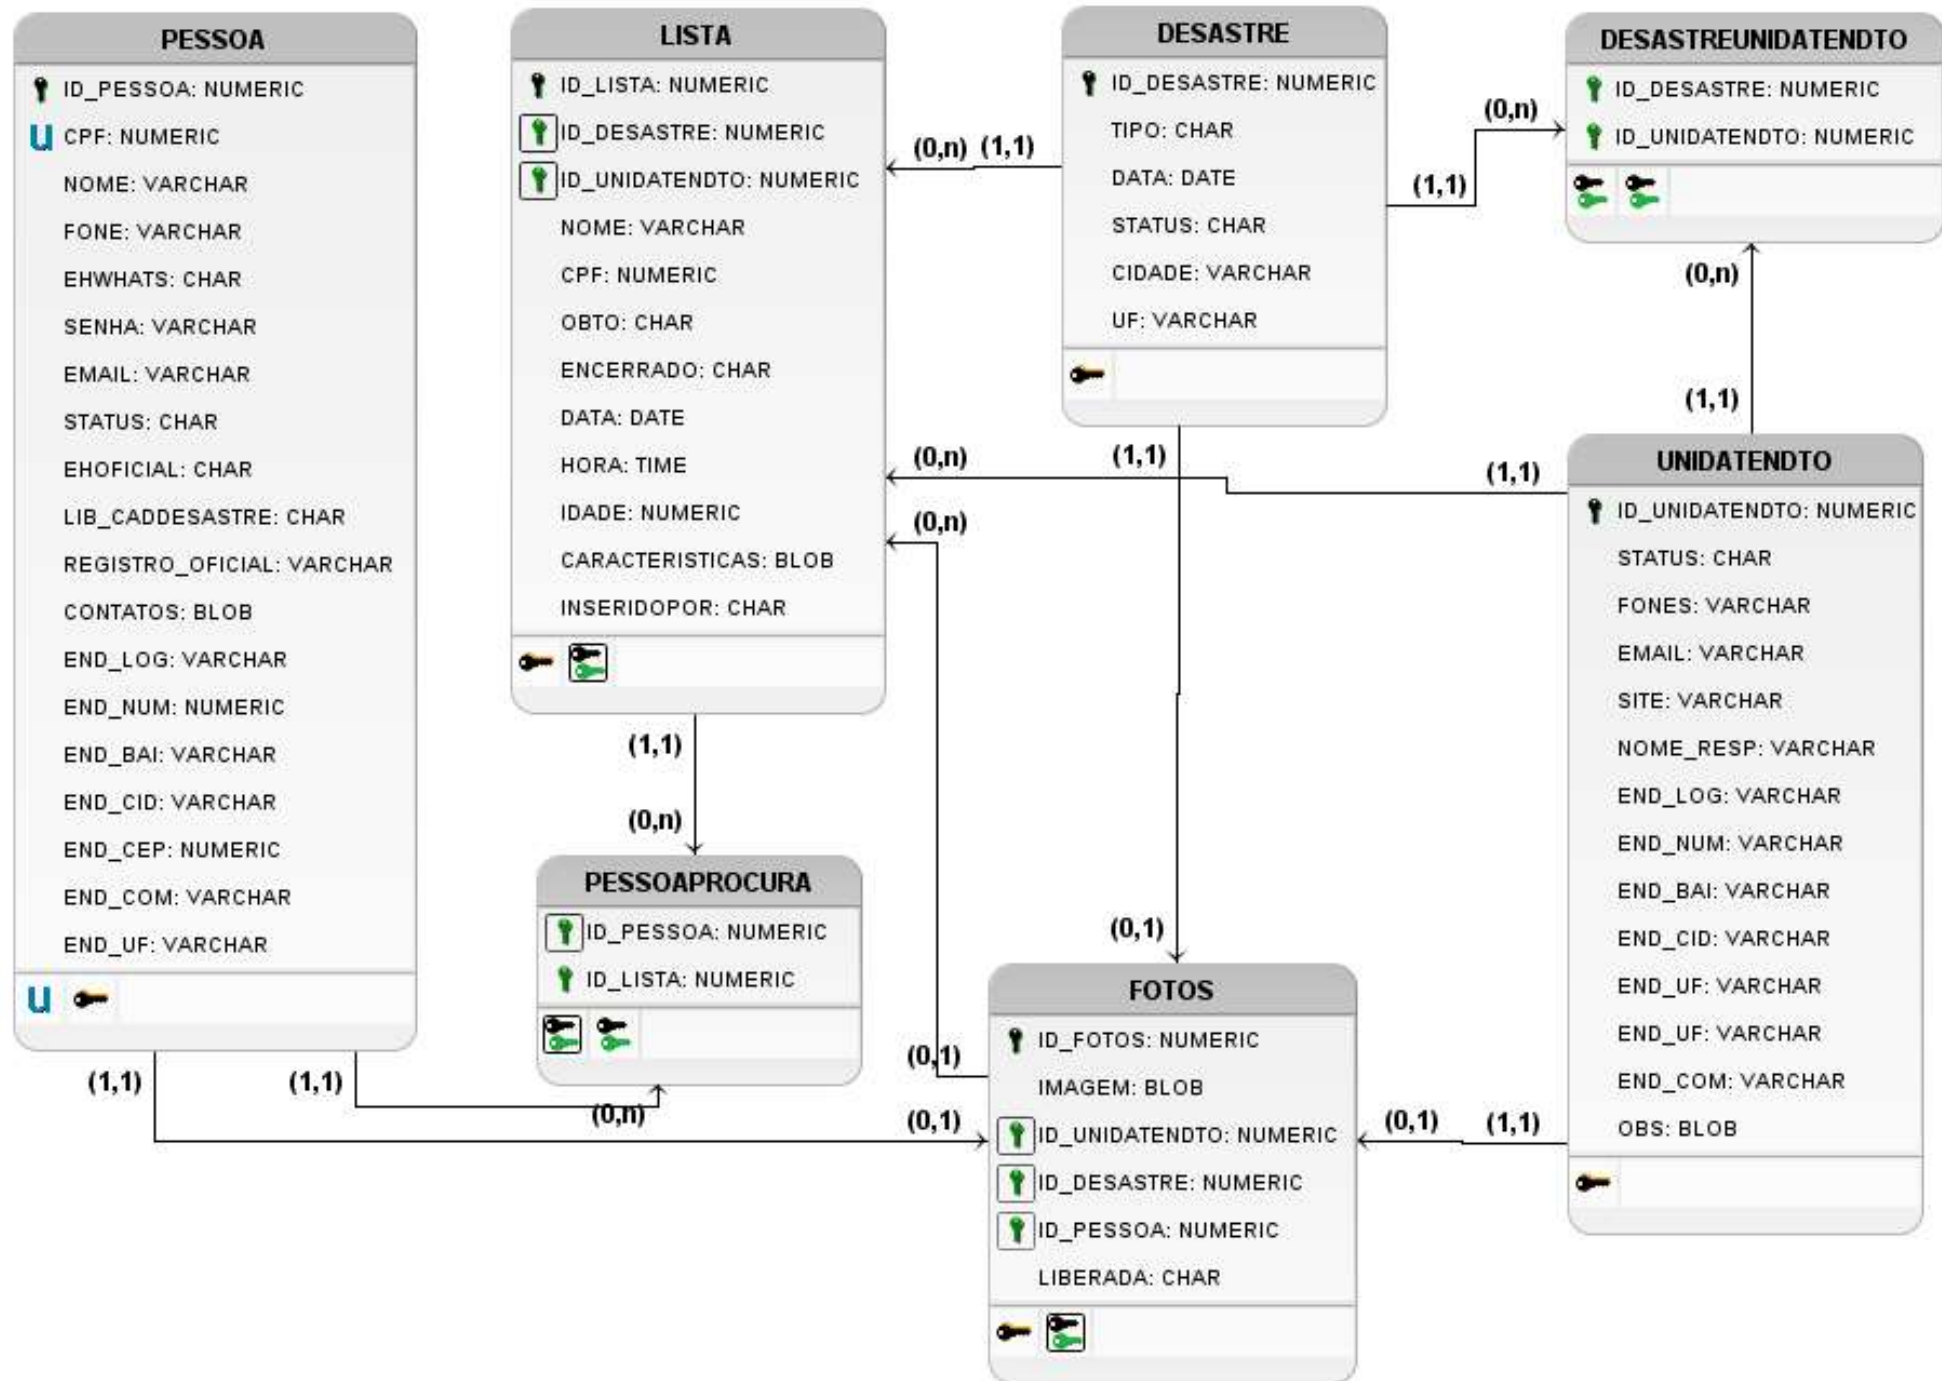 PESSOA
ID_PESSOA: NUMERIC
U CPF: NUMERIC
NOME: VARCHAR
FONE: VARCHAR
EHWHATS: CHAR
SENHA: VARCHAR
EMAIL: VARCHAR
STATUS: CHAR
EHOFICIAL: CHAR
LIB_CADDESASTRE: CHAR
REGISTRO_OFICIAL: VARCHAR
CONTATOS: BLOB
END_LOG: VARCHAR
END_NUM: NUMERIC
END_BAI: VARCHAR
END_CID: VARCHAR
END_CEP: NUMERIC
END_COM: VARCHAR
END_UF: VARCHAR
U
(1,1)
(1,1)
LISTA
ID_LISTA: NUMERIC
ID_DESASTRE: NUMERIC
ID_UNIDATENDTO: NUMERIC
NOME: VARCHAR
CPF: NUMERIC
OBTO: CHAR
ENCERRADO: CHAR
DATA: DATE
HORA: TIME
IDADE: NUMERIC
CARACTERISTICAS: BLOB
INSERIDOPOR: CHAR
(1,1)
(0,n)
PESSOAPROCURA
ID_PESSOA: NUMERIC
ID_LISTA: NUMERIC
(0,n)
(0,n) (1,1)
DESASTRE
ID_DESASTRE: NUMERIC
TIPO: CHAR
DATA: DATE
STATUS: CHAR
CIDADE: VARCHAR
UF: VARCHAR
(1,1)
(0,n)
(0,n)
(1,1)
(0,n)
(0,1)
(0,1)
(0,1)
FOTOS
ID_FOTOS: NUMERIC
IMAGEM: BLOB
ID_UNIDATENDTO: NUMERIC
ID_DESASTRE: NUMERIC
ID_PESSOA: NUMERIC
LIBERADA: CHAR
DESASTREUNIDATENDTO
ID_DESASTRE: NUMERIC
ID_UNIDATENDTO: NUMERIC
(0,n)
(1,1)
(1,1)
UNIDATENDTO
ID_UNIDATENDTO: NUMERIC
STATUS: CHAR
FONES: VARCHAR
EMAIL: VARCHAR
SITE: VARCHAR
NOME_RESP: VARCHAR
END_LOG: VARCHAR
END_NUM: VARCHAR
END_BAI: VARCHAR
END_CID: VARCHAR
END_UF: VARCHAR
END_UF: VARCHAR
END_COM: VARCHAR
OBS: BLOB
(0,1) (1,1)